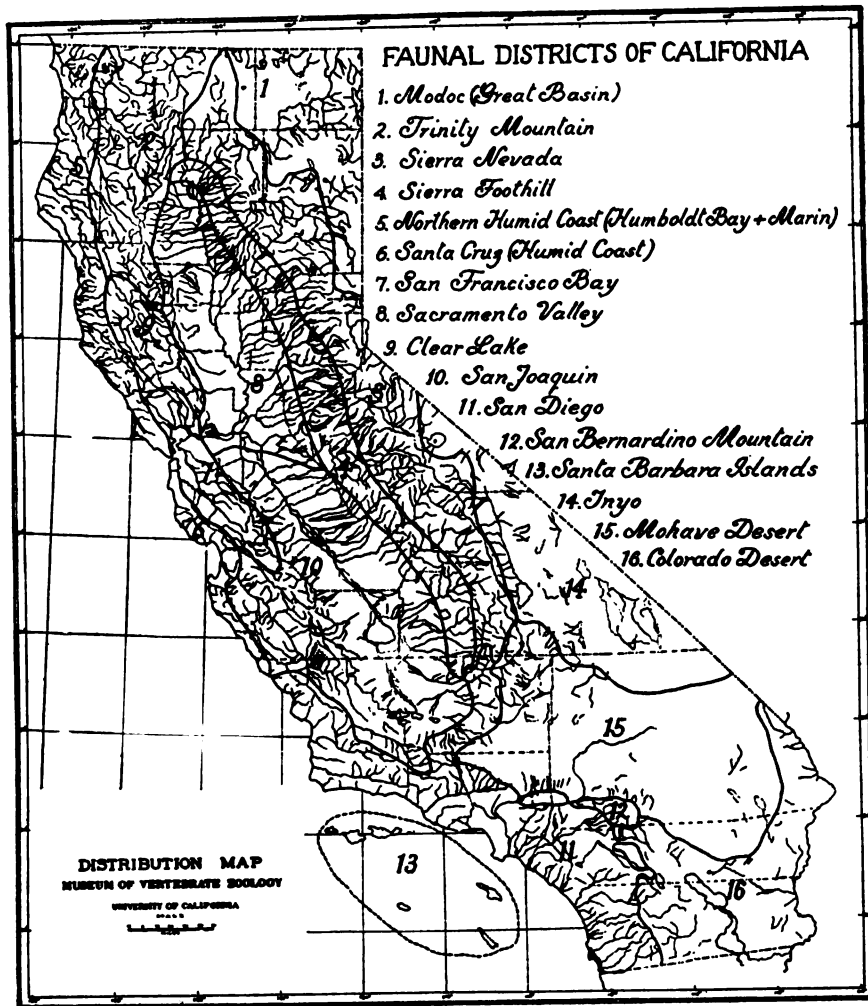 FAUNAL DISTRICTS OF CALIFORNIA
1. Modoc (Great Basin)
2. Trinity Mountain
3. Sierra Nevada
4. Sierra Foothill
5. Northern Humid Coast (Humboldt Bay + Marin)
6. Santa Cruz (Humid Coast)
7. San Francisco Bay
8. Sacramento Valley
9. Clear Lake
10. San Joaquin
11. San Diego
12. San Bernardino Mountain
13. Santa Barbara Islands
14. Inyo
15. Mohave Desert
16. Colorado Desert
1
8
10
14
15
12
11
13
16
DISTRIBUTION MAP
MUSEUM OF VERTEBRATE ZOOLOGY
UNIVERSITY OF CALIFORNIA